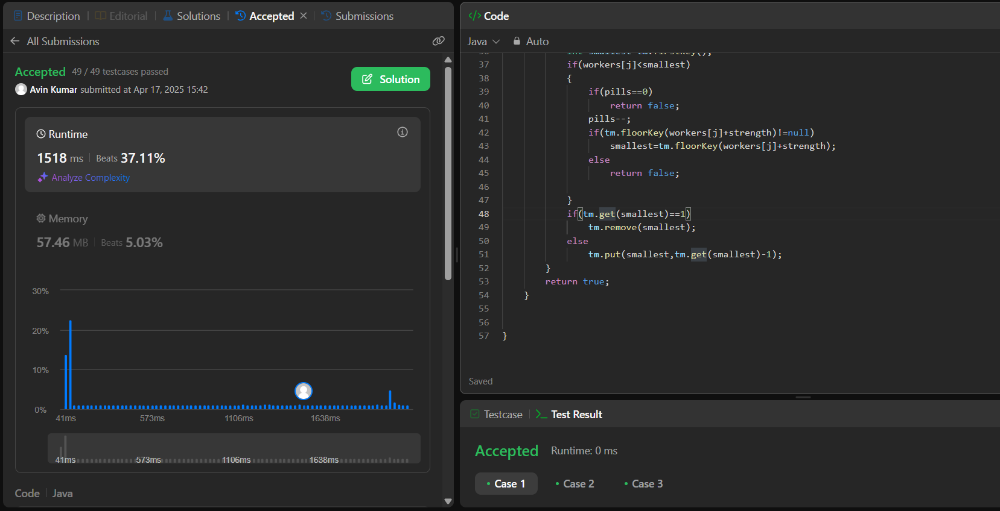 Description | Editorial | Solutions | Accepted × | Submissions
All Submissions
Accepted 49 / 49 testcases passed
Solution
Avin Kumar submitted at Apr 17, 2025 15:42
Runtime
1518 ms | Beats 37.11%
Analyze Complexity
Memory
57.46 MB | Beats 5.03%
30%
20%
10%
0%
41ms 573ms 1106ms 1638ms
41ms 573ms 1106ms 1638ms
Code | Java
</> Code
Java Auto
37 if(workers[j]<smallest)
38 {
39 if(pills==0)
40 return false;
41 pills--;
42 if(tm.floorKey(workers[j]+strength)!=null)
43 smallest=tm.floorKey(workers[j]+strength);
44 else
45 return false;
46
47 }
48 if(tm.get(smallest)==1)
49 tm.remove(smallest);
50 else
51 tm.put(smallest,tm.get(smallest)-1);
52 }
53 return true;
54 }
55
56
57 }
Saved
Testcase | >_ Test Result
Accepted Runtime: 0 ms
• Case 1 • Case 2 • Case 3